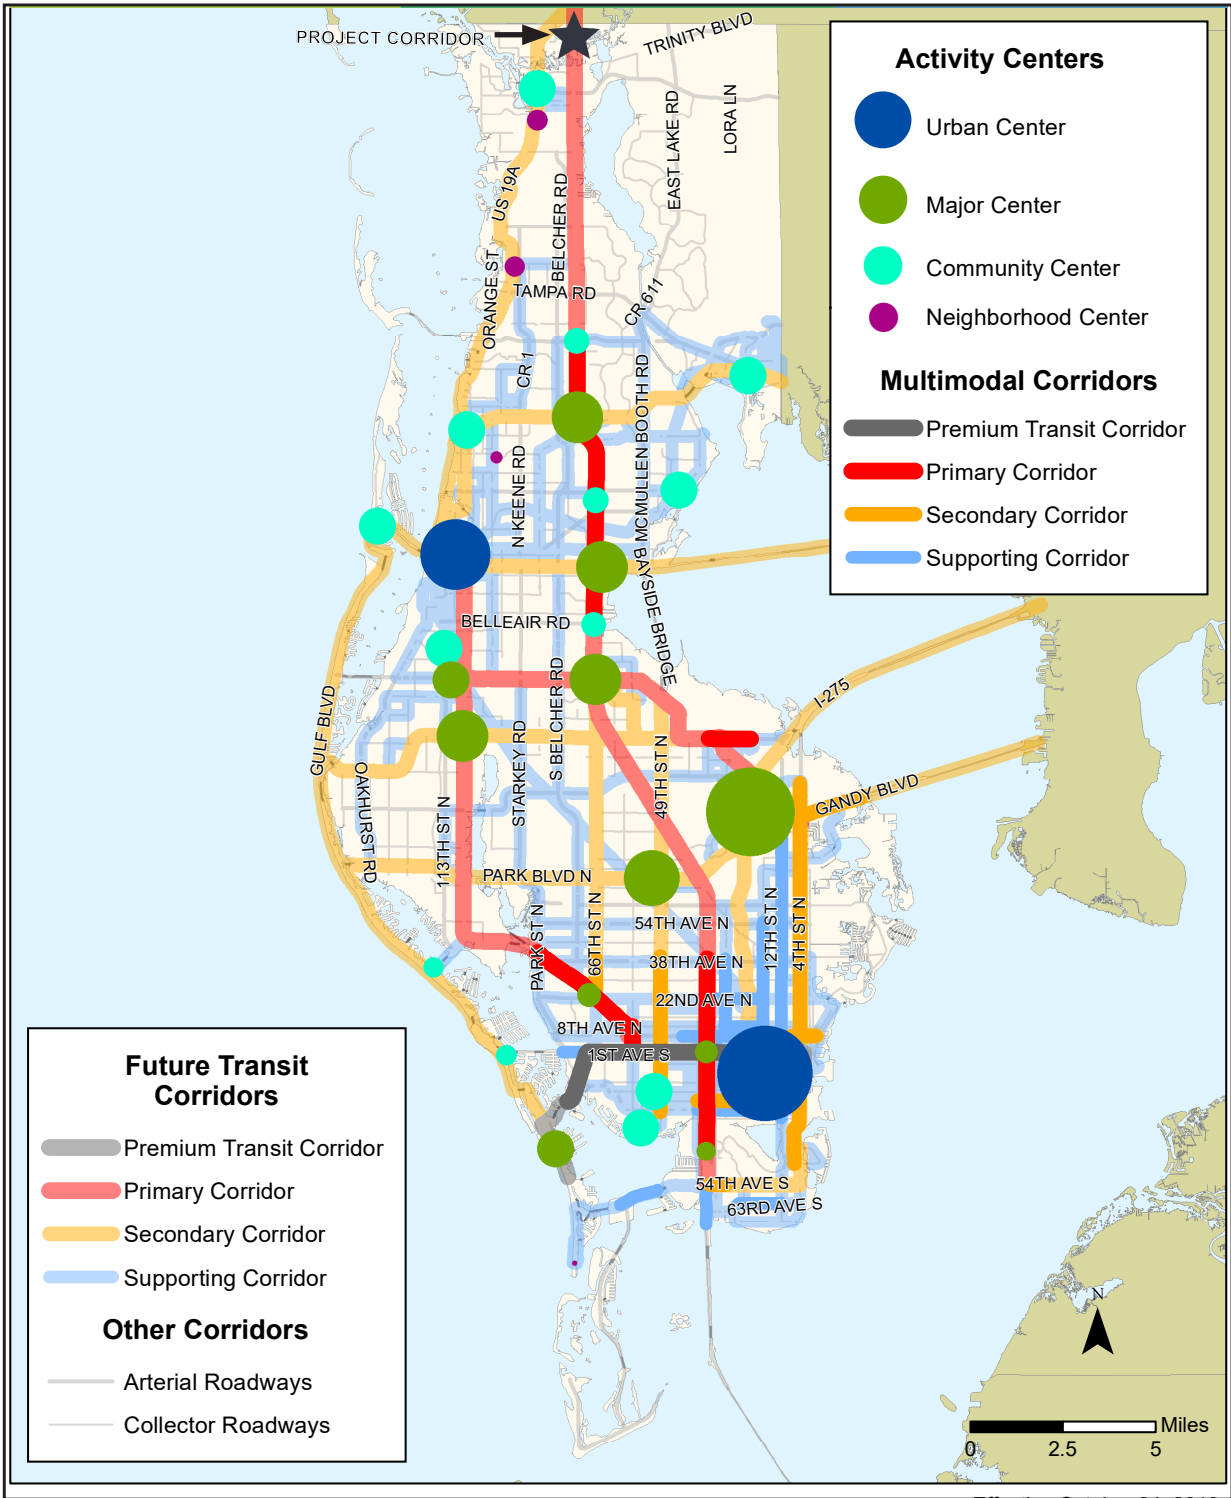 PROJECT CORRIDOR
TRINITY BLVD
EAST LAKE RD
LORA LN
US 19A
BELCHER RD
ORANGE ST
TAMPA RD
CR 611
CR 1
MCMULLEN BOOTH RD
N KEENE RD
BAYSIDE BRIDGE
BELLEAIR RD
S BELCHER RD
GULF BLVD
I-275
STARKEY RD
49TH ST N
OAKHURST RD
113TH ST N
GANDY BLVD
PARK BLVD N
PARK ST N
66TH ST N
54TH AVE N
12TH ST N
4TH ST N
38TH AVE N
22ND AVE N
8TH AVE N
1ST AVE S
54TH AVE S
63RD AVE S
Activity Centers
Urban Center
Major Center
Community Center
Neighborhood Center
Multimodal Corridors
Premium Transit Corridor
Primary Corridor
Secondary Corridor
Supporting Corridor
Future Transit
Corridors
Premium Transit Corridor
Primary Corridor
Secondary Corridor
Supporting Corridor
Other Corridors
Arterial Roadways
Collector Roadways
N
Miles
0 2.5 5